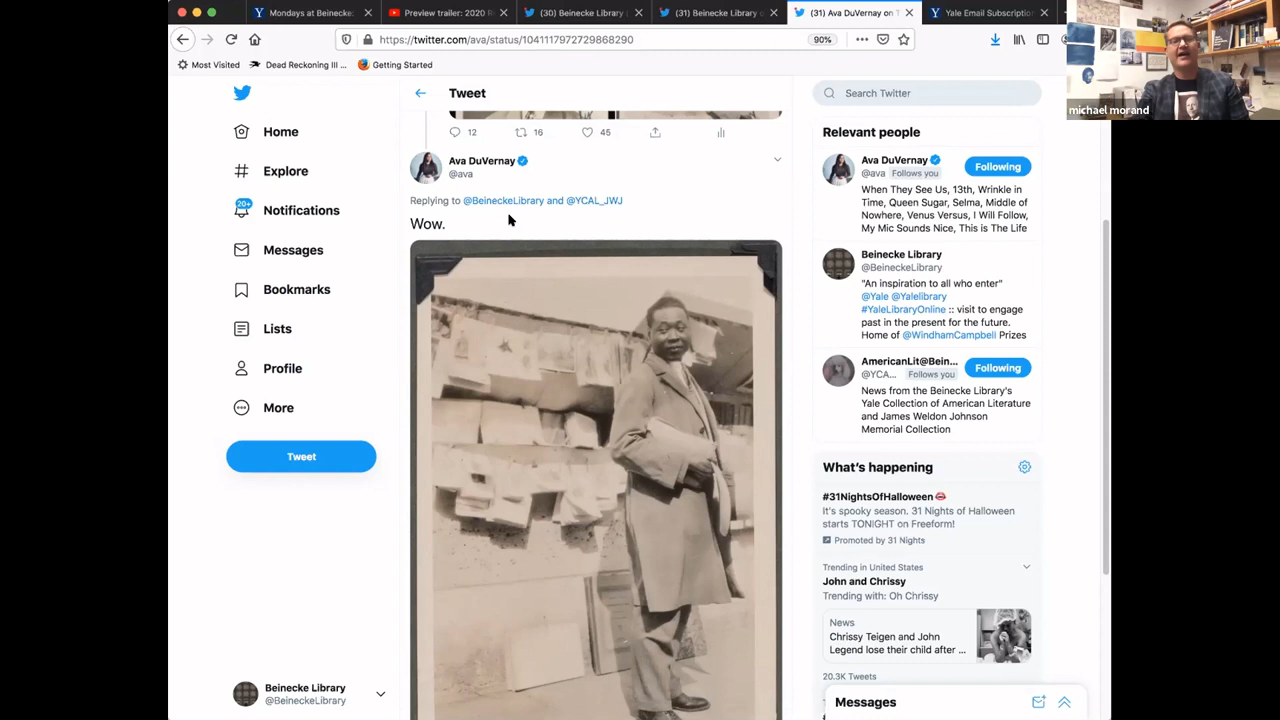 Mondays at Beinecke:
Preview trailer: 2020 R
(30) Beinecke Library (
(31) Beinecke Library o
(31) Ava DuVernay on T
Yale Email Subscriptio
https://twitter.com/ava/status/1041117972729868290
90%
Most Visited
Dead Reckoning III ...
Getting Started
michael morand
Home
Explore
20+
Notifications
Messages
Bookmarks
Lists
Profile
More
Tweet
Beinecke Library
@BeineckeLibrary
Tweet
12
16
45
Ava DuVernay
@ava
Replying to @BeineckeLibrary and @YCAL_JWJ
Wow.
Search Twitter
Relevant people
Ava DuVernay
@ava Follows you
Following
When They See Us, 13th, Wrinkle in
Time, Queen Sugar, Selma, Middle of
Nowhere, Venus Versus, I Will Follow,
My Mic Sounds Nice, This is The Life
Beinecke Library
@BeineckeLibrary
"An inspiration to all who enter"
@Yale @Yalelibrary
#YaleLibraryOnline :: visit to engage
past in the present for the future.
Home of @WindhamCampbell Prizes
AmericanLit@Bein...
@YCA... Follows you
Following
News from the Beinecke Library's
Yale Collection of American Literature
and James Weldon Johnson
Memorial Collection
What's happening
#31NightsOfHalloween
It's spooky season. 31 Nights of Halloween
starts TONIGHT on Freeform!
Promoted by 31 Nights
Trending in United States
John and Chrissy
Trending with: Oh Chrissy
News
Chrissy Teigen and John
Legend lose their child after ...
20.3K Tweets
Messages